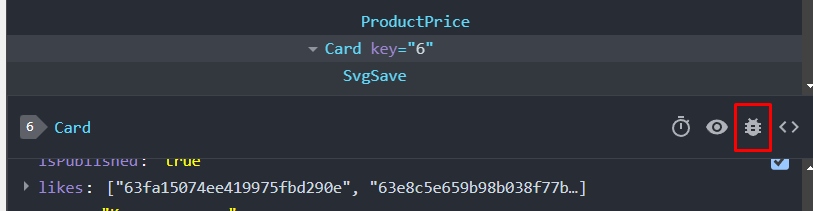 ProductPrice
Card key="6"
SvgSave
6 Card
isPublished: true
likes: ["63fa15074ee419975fbd290e", "63e8c5e659b98b038f77b…]